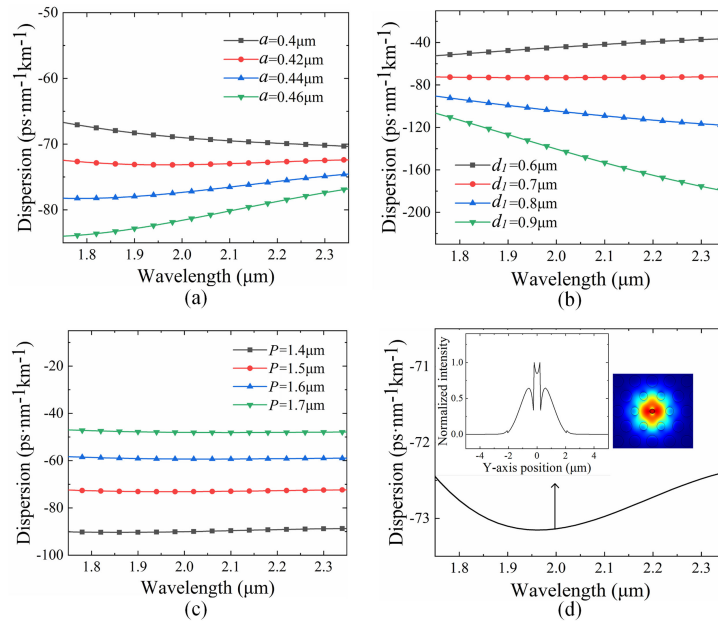 -50
-60
-70
-80
Dispersion (ps·nm⁻¹km⁻¹)
a=0.4μm
a=0.42μm
a=0.44μm
a=0.46μm
1.8 1.9 2.0 2.1 2.2 2.3
Wavelength (μm)
(a)
-40
-80
-120
-160
-200
Dispersion (ps·nm⁻¹km⁻¹)
d₁=0.6μm
d₁=0.7μm
d₁=0.8μm
d₁=0.9μm
1.8 1.9 2.0 2.1 2.2 2.3
Wavelength (μm)
(b)
-20
-40
-60
-80
-100
Dispersion (ps·nm⁻¹km⁻¹)
P=1.4μm
P=1.5μm
P=1.6μm
P=1.7μm
1.8 1.9 2.0 2.1 2.2 2.3
Wavelength (μm)
(c)
-71
-72
-73
Dispersion (ps·nm⁻¹km⁻¹)
Normalized intensity
1.0
0.5
0.0
-4 -2 0 2 4
Y-axis position (μm)
1.8 1.9 2.0 2.1 2.2 2.3
Wavelength (μm)
(d)